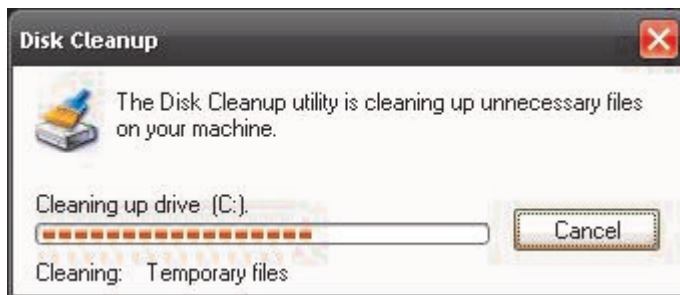 Disk Cleanup
The Disk Cleanup utility is cleaning up unnecessary files
on your machine.
Cleaning up drive (C:).
Cancel
Cleaning: Temporary files